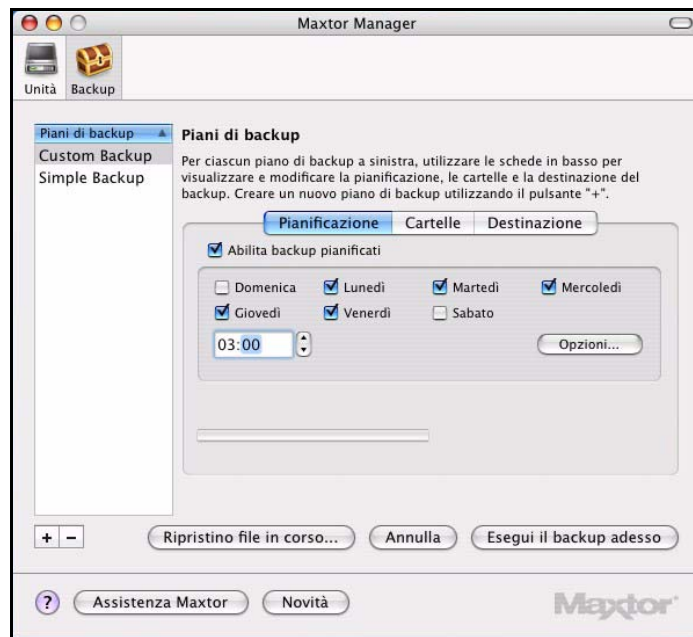 Maxtor Manager
Unità
Backup
Piani di backup
Custom Backup
Simple Backup
Piani di backup
Per ciascun piano di backup a sinistra, utilizzare le schede in basso per
visualizzare e modificare la pianificazione, le cartelle e la destinazione del
backup. Creare un nuovo piano di backup utilizzando il pulsante "+".
Pianificazione Cartelle Destinazione
Abilita backup pianificati
Domenica Lunedì Martedì Mercoledì
Giovedì Venerdì Sabato
03:00
Opzioni...
+ −
Ripristino file in corso... Annulla Esegui il backup adesso
? Assistenza Maxtor Novità
Maxtor